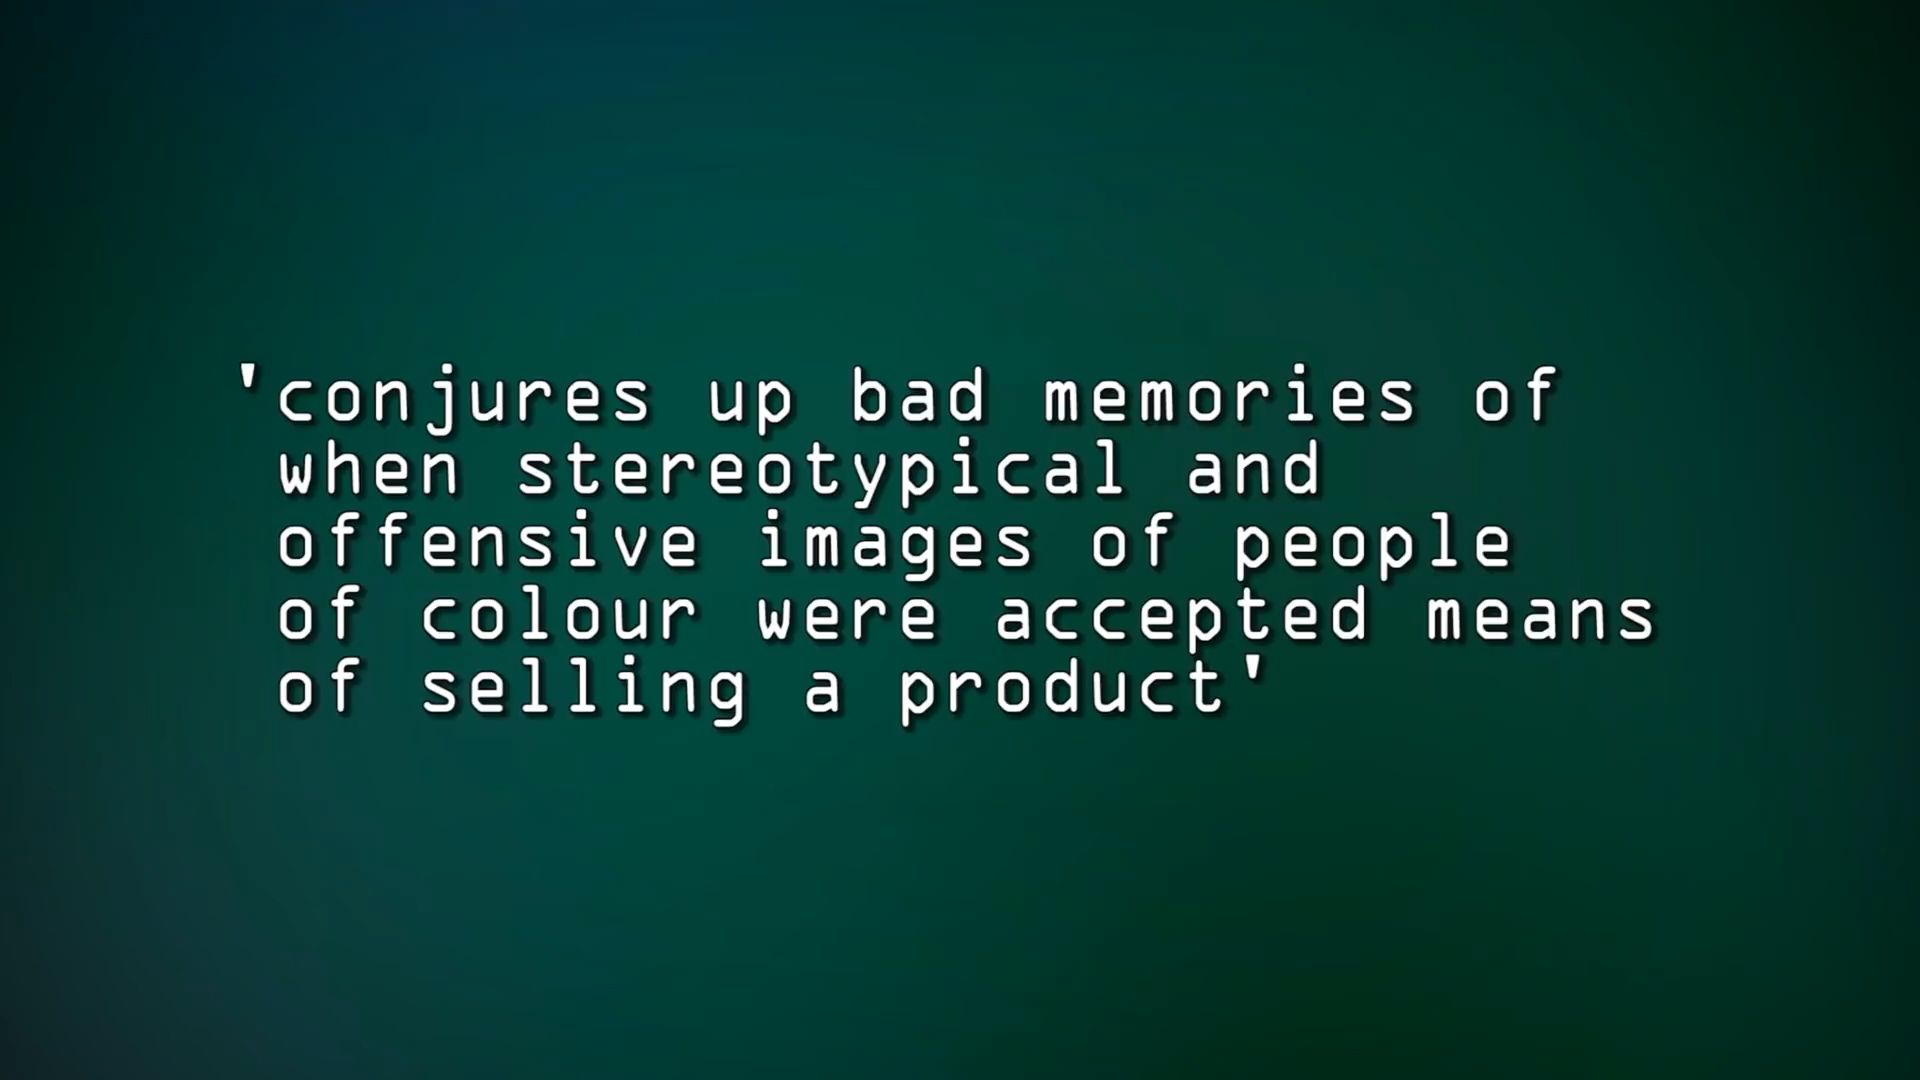 'conjures up bad memories of
when stereotypical and
offensive images of people
of colour were accepted means
of selling a product'